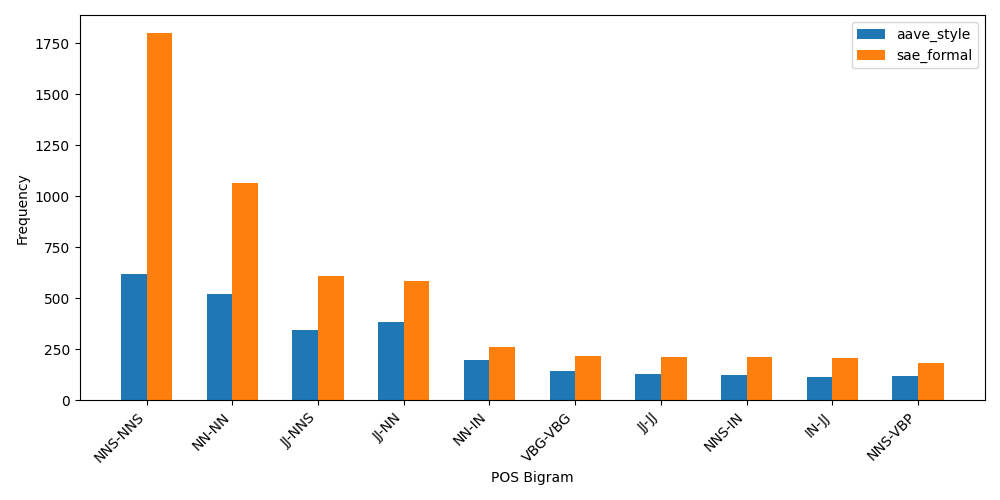 aave_style
sae_formal
Frequency
1750
1500
1250
1000
750
500
250
0
NNS-NNS
NN-NN
JJ-NNS
JJ-NN
NN-IN
VBG-VBG
JJ-JJ
NNS-IN
IN-JJ
NNS-VBP
POS Bigram